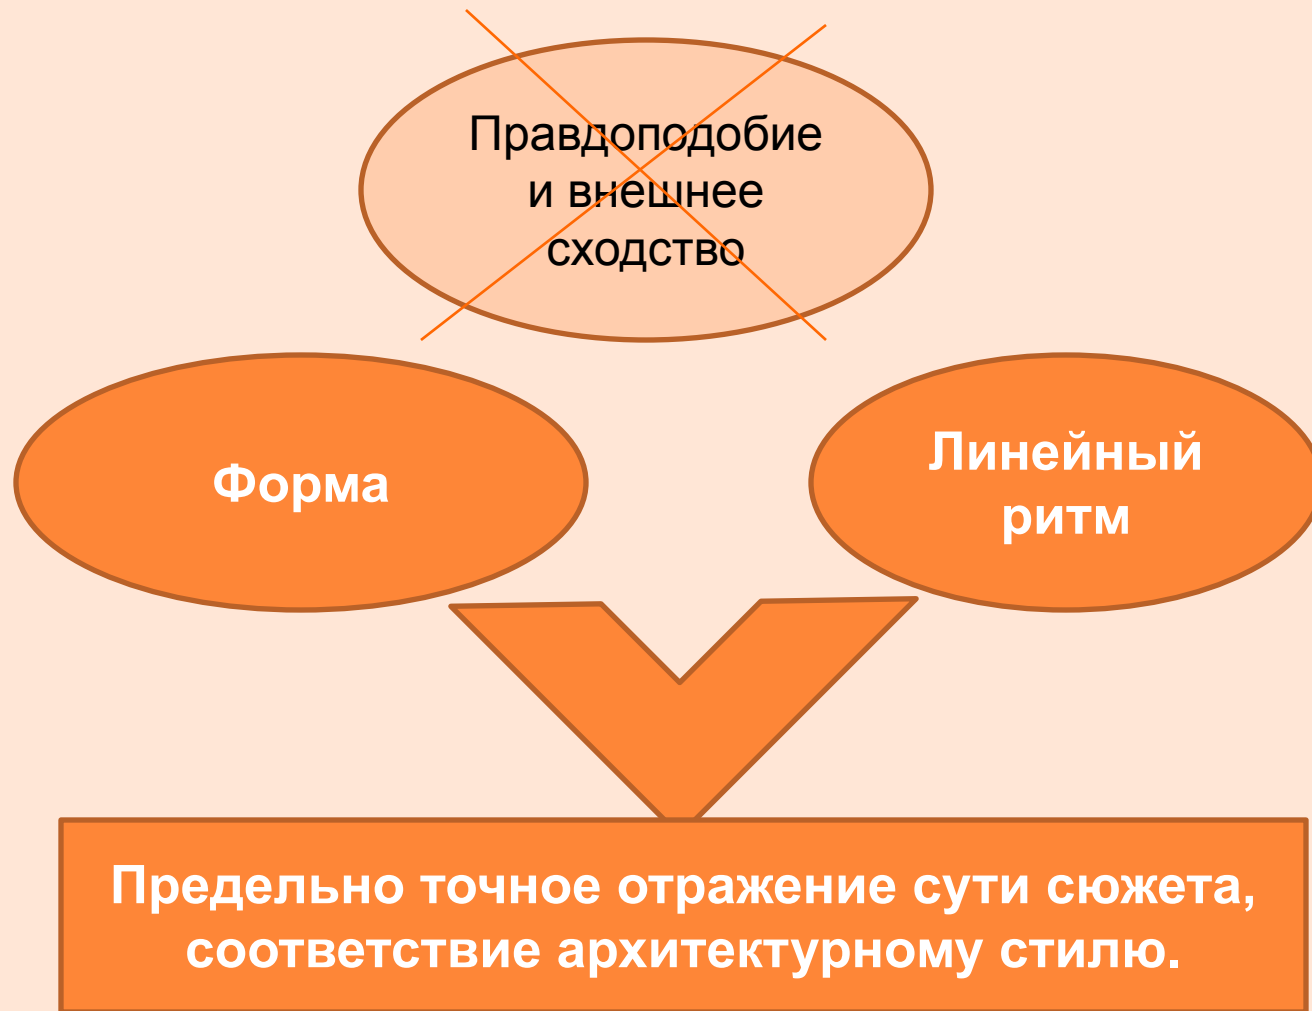 Правдоподобие
и внешнее
сходство
Форма
Линейный
ритм
Предельно точное отражение сути сюжета,
соответствие архитектурному стилю.